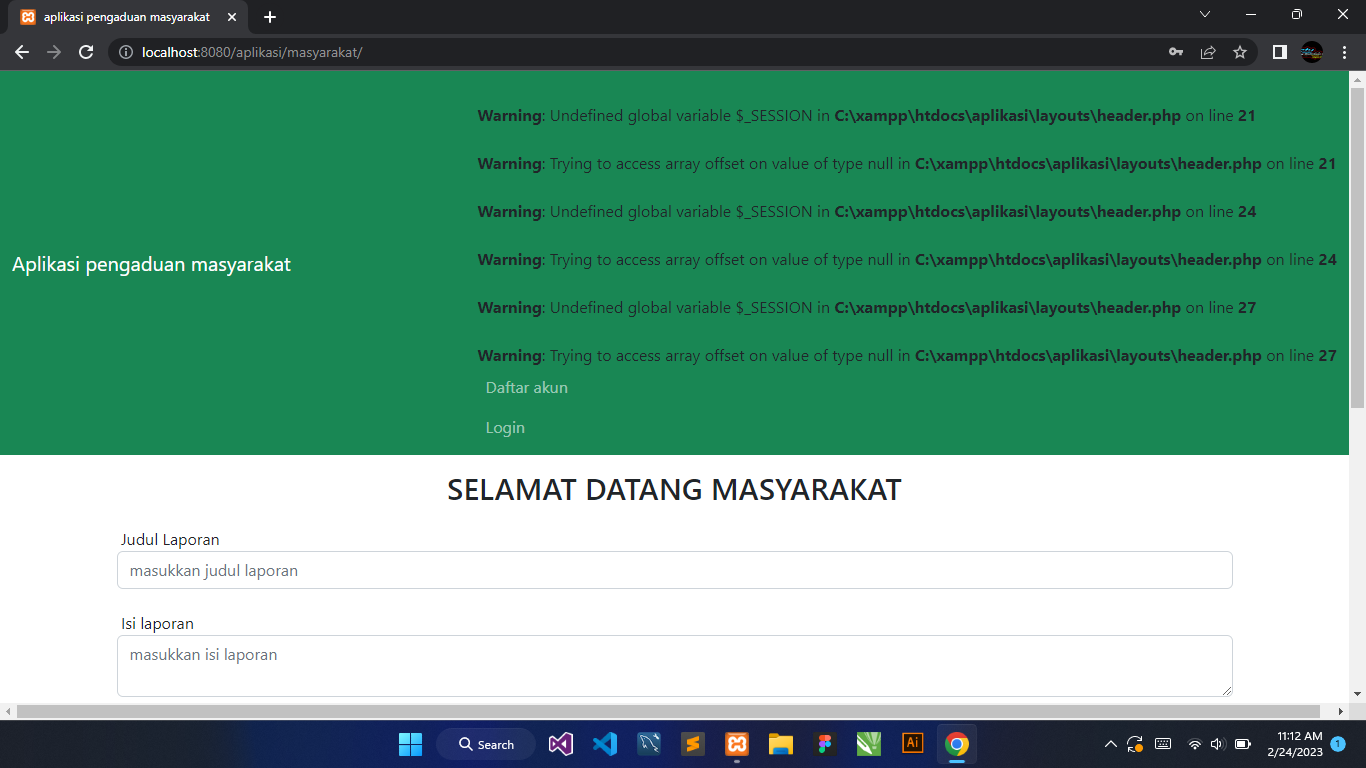 aplikasi pengaduan masyarakat
localhost:8080/aplikasi/masyarakat/
Warning: Undefined global variable $_SESSION in C:\xampp\htdocs\aplikasi\layouts\header.php on line 21
Warning: Trying to access array offset on value of type null in C:\xampp\htdocs\aplikasi\layouts\header.php on line 21
Warning: Undefined global variable $_SESSION in C:\xampp\htdocs\aplikasi\layouts\header.php on line 24
Aplikasi pengaduan masyarakat
Warning: Trying to access array offset on value of type null in C:\xampp\htdocs\aplikasi\layouts\header.php on line 24
Warning: Undefined global variable $_SESSION in C:\xampp\htdocs\aplikasi\layouts\header.php on line 27
Warning: Trying to access array offset on value of type null in C:\xampp\htdocs\aplikasi\layouts\header.php on line 27
Daftar akun
Login
SELAMAT DATANG MASYARAKAT
Judul Laporan
masukkan judul laporan
Isi laporan
masukkan isi laporan
Search
Ai
11:12 AM
2/24/2023
1